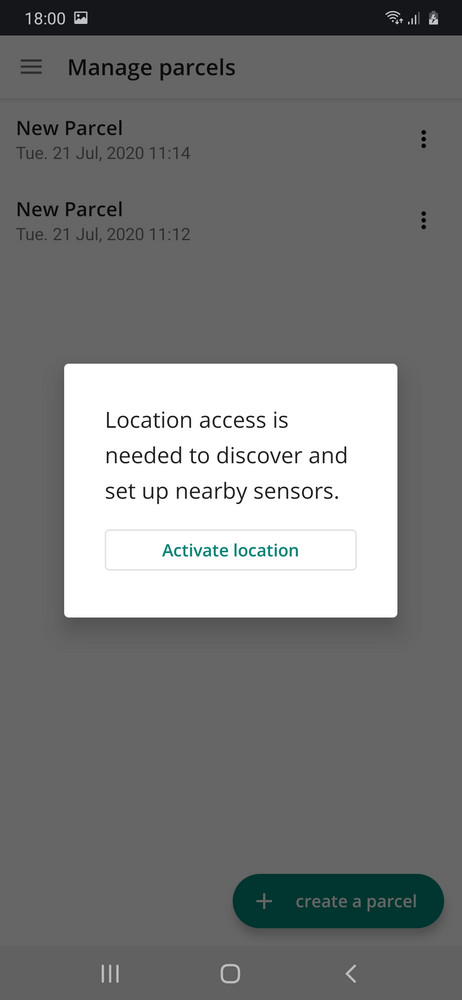 18:00
Manage parcels
New Parcel
Tue. 21 Jul, 2020 11:14
New Parcel
Tue. 21 Jul, 2020 11:12
Location access is
needed to discover and
set up nearby sensors.
Activate location
+ create a parcel